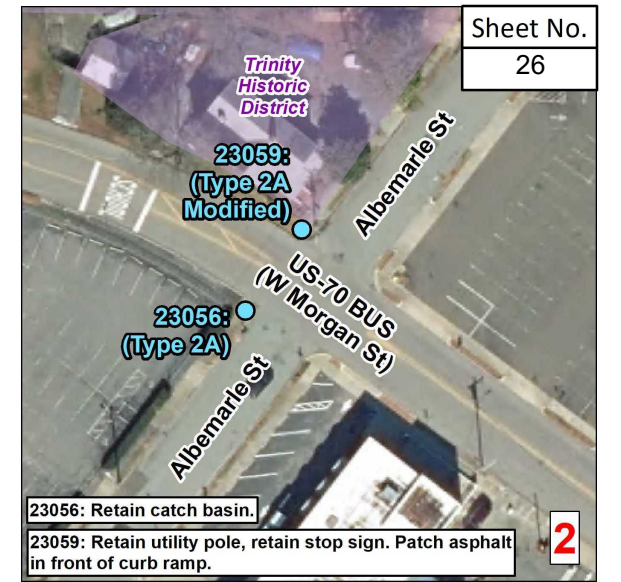 Sheet No.
26
Trinity
Historic
District
Albemarle St
23059:
(Type 2A
Modified)
US-70 BUS
(W Morgan St)
23056:
(Type 2A)
Albemarle St
23056: Retain catch basin.
23059: Retain utility pole, retain stop sign. Patch asphalt
in front of curb ramp.
2